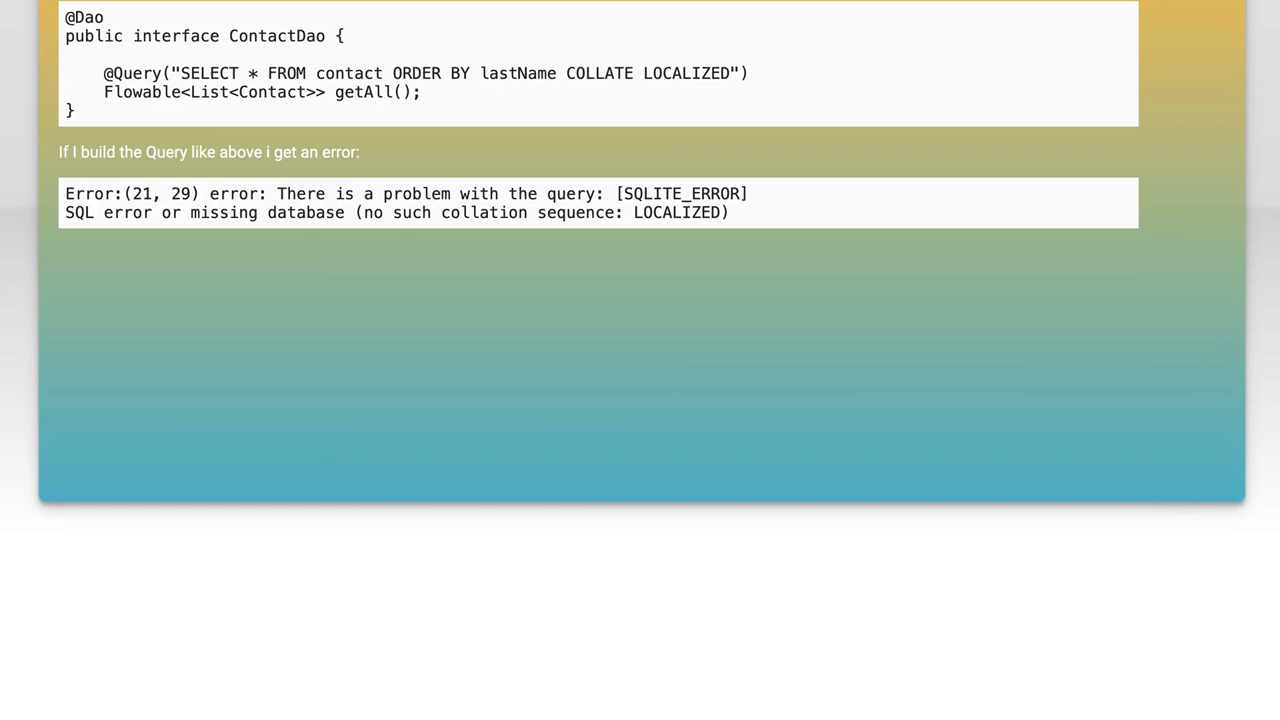 @Dao
public interface ContactDao {
@Query("SELECT * FROM contact ORDER BY lastName COLLATE LOCALIZED")
Flowable<List<Contact>> getAll();
}
If I build the Query like above i get an error:
Error:(21, 29) error: There is a problem with the query: [SQLITE_ERROR]
SQL error or missing database (no such collation sequence: LOCALIZED)